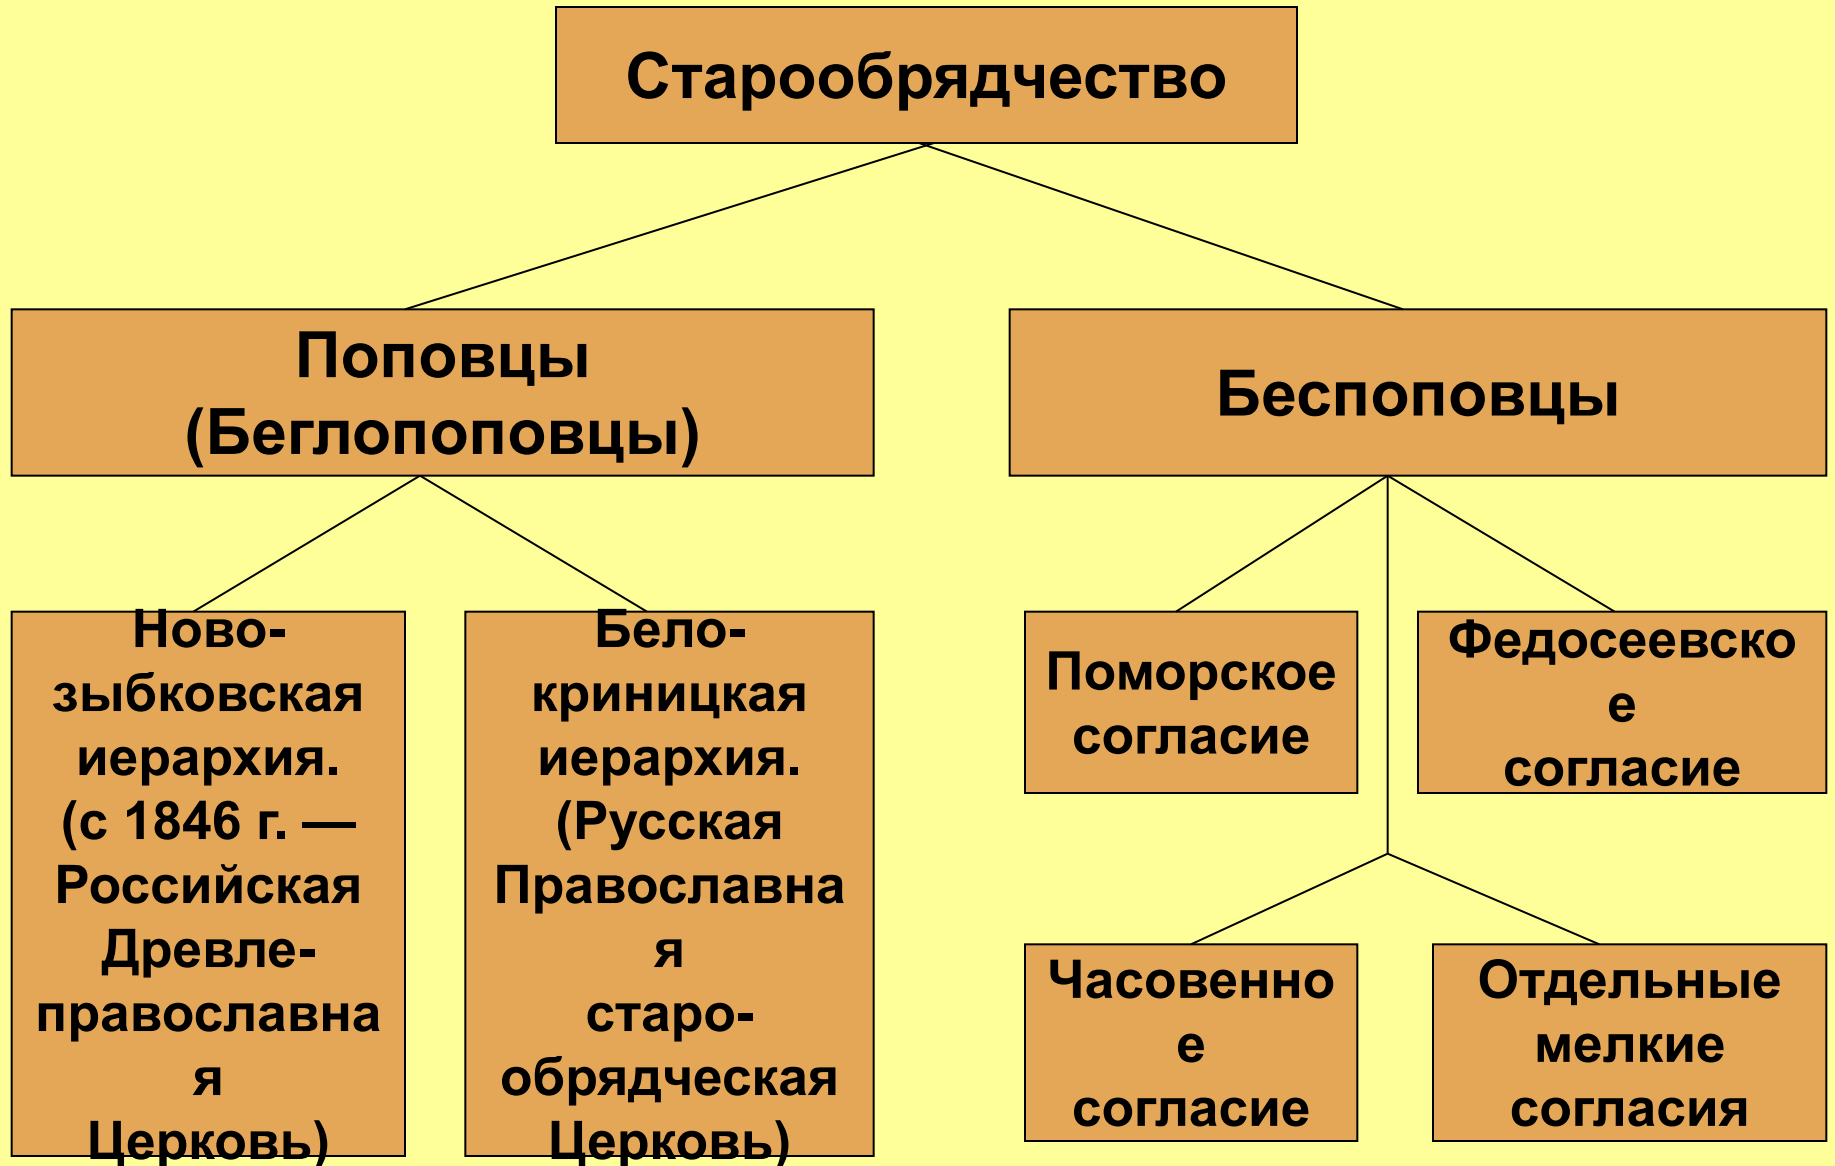 Старообрядчество
Поповцы
(Беглопоповцы)
Беспоповцы
Ново-
зыбковская
иерархия.
(с 1846 г. —
Российская
Древле-
православна
я
Церковь)
Бело-
криницкая
иерархия.
(Русская
Православна
я
старо-
обрядческая
Церковь)
Поморское
согласие
Федосеевско
е
согласие
Часовенно
е
согласие
Отдельные
мелкие
согласия